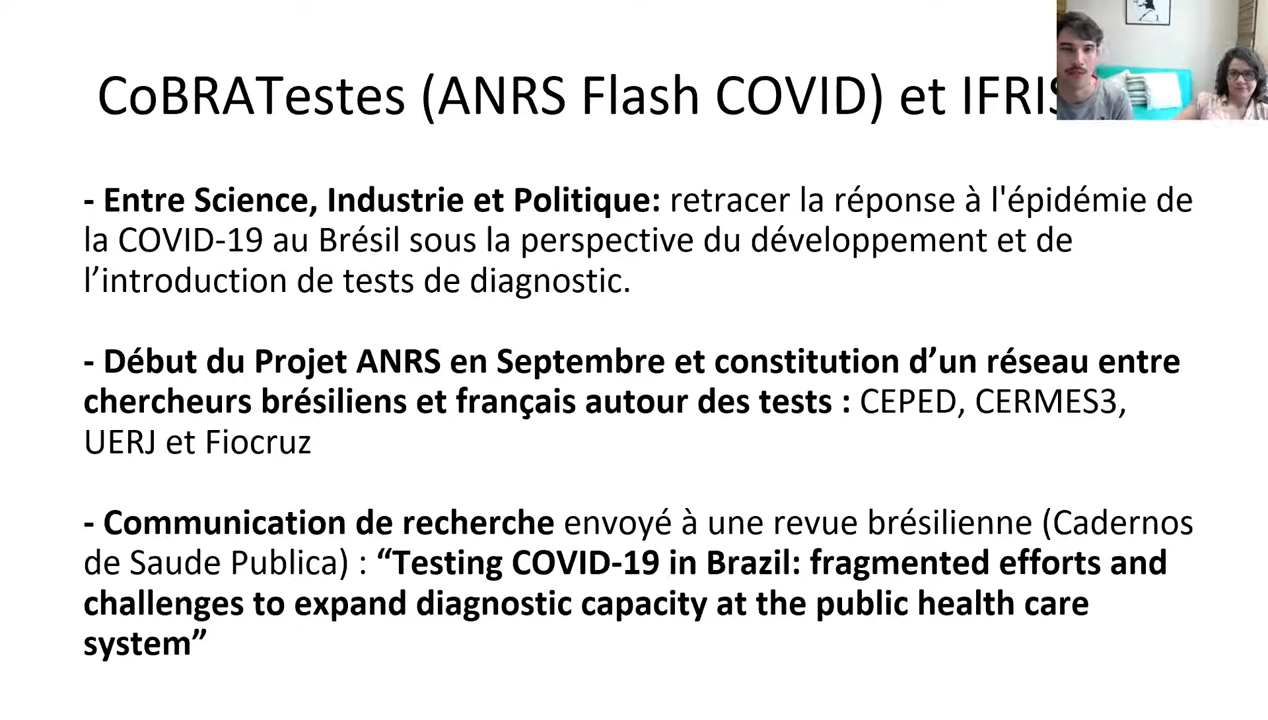 CoBRATestes (ANRS Flash COVID) et IFRIS
- Entre Science, Industrie et Politique: retracer la réponse à l'épidémie de
la COVID-19 au Brésil sous la perspective du développement et de
l’introduction de tests de diagnostic.
- Début du Projet ANRS en Septembre et constitution d’un réseau entre
chercheurs brésiliens et français autour des tests : CEPED, CERMES3,
UERJ et Fiocruz
- Communication de recherche envoyé à une revue brésilienne (Cadernos
de Saude Publica) : “Testing COVID-19 in Brazil: fragmented efforts and
challenges to expand diagnostic capacity at the public health care
system”